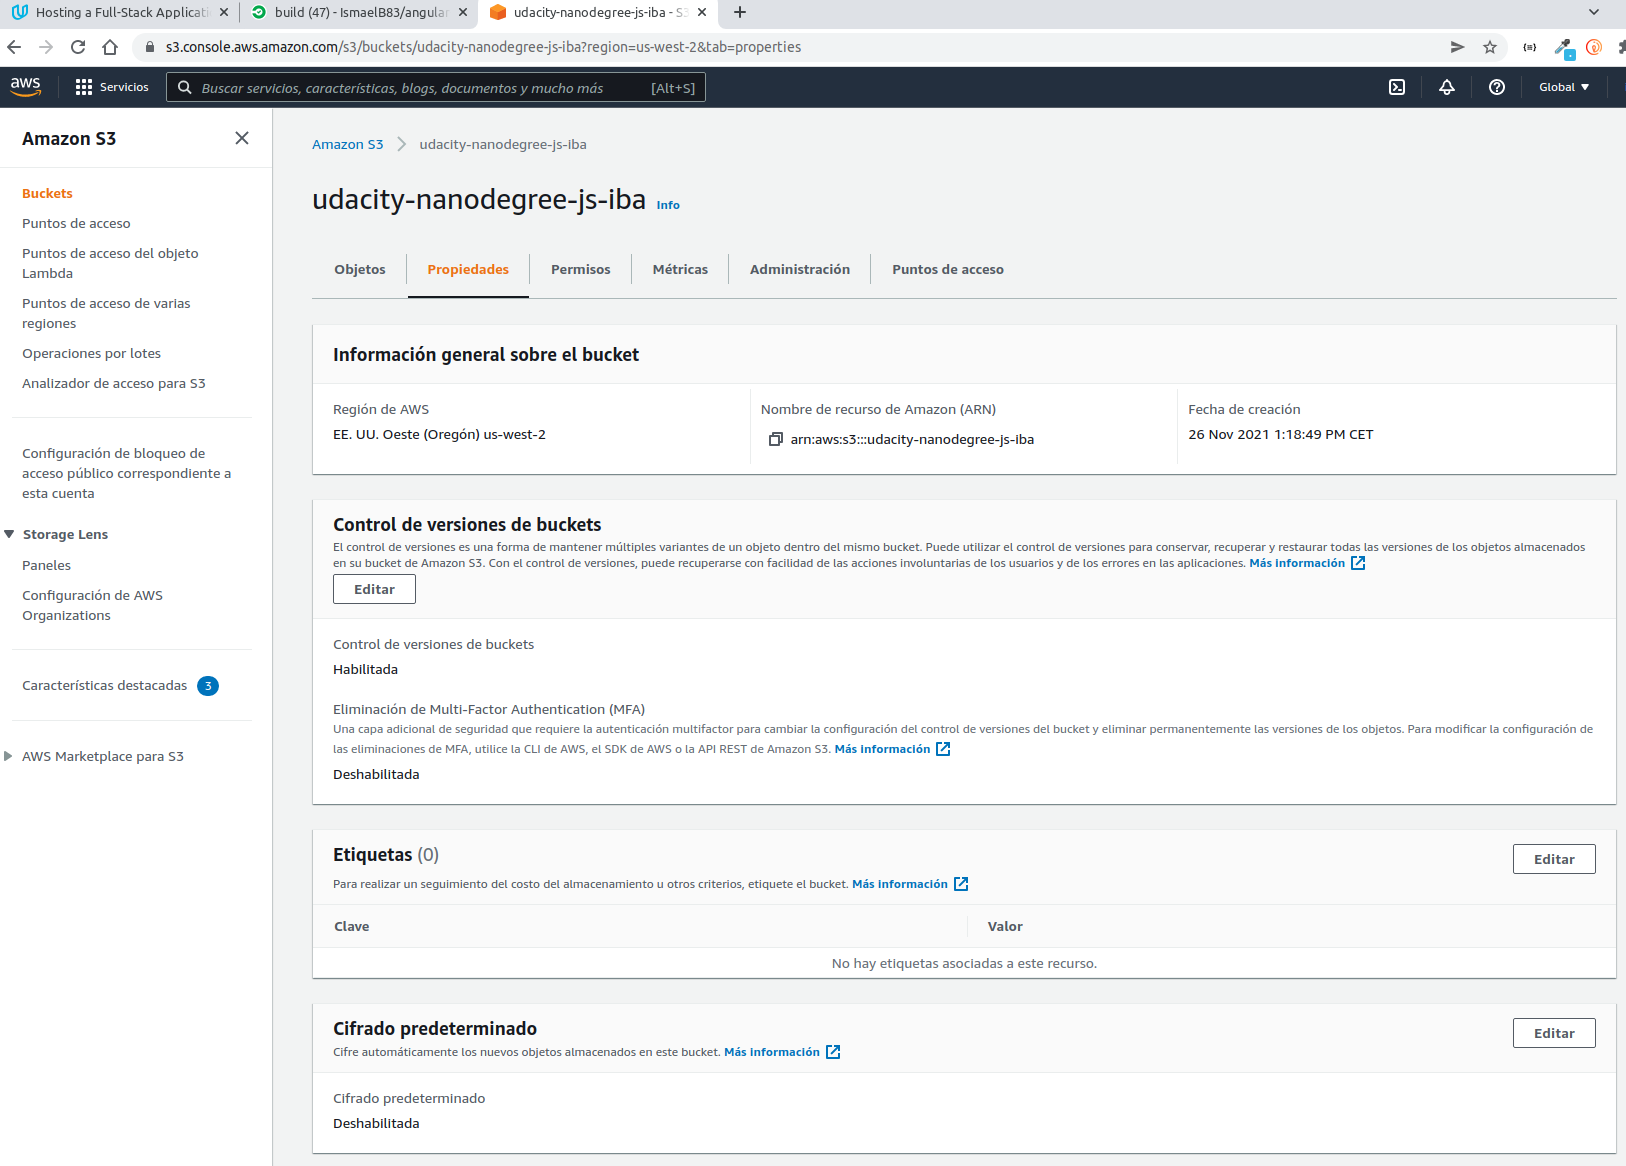 Hosting a Full-Stack Applicati
build (47) - IsmaelB83/angular
udacity-nanodegree-js-iba - S3
s3.console.aws.amazon.com/s3/buckets/udacity-nanodegree-js-iba?region=us-west-2&tab=properties
aws
Servicios
Buscar servicios, características, blogs, documentos y mucho más
[Alt+S]
Global
Amazon S3
Buckets
Puntos de acceso
Puntos de acceso del objeto
Lambda
Puntos de acceso de varias
regiones
Operaciones por lotes
Analizador de acceso para S3
Configuración de bloqueo de
acceso público correspondiente a
esta cuenta
Storage Lens
Paneles
Configuración de AWS
Organizations
Características destacadas 3
AWS Marketplace para S3
Amazon S3
udacity-nanodegree-js-iba
udacity-nanodegree-js-iba Info
Objetos
Propiedades
Permisos
Métricas
Administración
Puntos de acceso
Información general sobre el bucket
Región de AWS
EE. UU. Oeste (Oregón) us-west-2
Nombre de recurso de Amazon (ARN)
arn:aws:s3:::udacity-nanodegree-js-iba
Fecha de creación
26 Nov 2021 1:18:49 PM CET
Control de versiones de buckets
El control de versiones es una forma de mantener múltiples variantes de un objeto dentro del mismo bucket. Puede utilizar el control de versiones para conservar, recuperar y restaurar todas las versiones de los objetos almacenados
en su bucket de Amazon S3. Con el control de versiones, puede recuperarse con facilidad de las acciones involuntarias de los usuarios y de los errores en las aplicaciones. Más información
Editar
Control de versiones de buckets
Habilitada
Eliminación de Multi-Factor Authentication (MFA)
Una capa adicional de seguridad que requiere la autenticación multifactor para cambiar la configuración del control de versiones del bucket y eliminar permanentemente las versiones de los objetos. Para modificar la configuración de
las eliminaciones de MFA, utilice la CLI de AWS, el SDK de AWS o la API REST de Amazon S3. Más información
Deshabilitada
Etiquetas (0)
Editar
Para realizar un seguimiento del costo del almacenamiento u otros criterios, etiquete el bucket. Más información
Clave
Valor
No hay etiquetas asociadas a este recurso.
Cifrado predeterminado
Editar
Cifre automáticamente los nuevos objetos almacenados en este bucket. Más información
Cifrado predeterminado
Deshabilitada